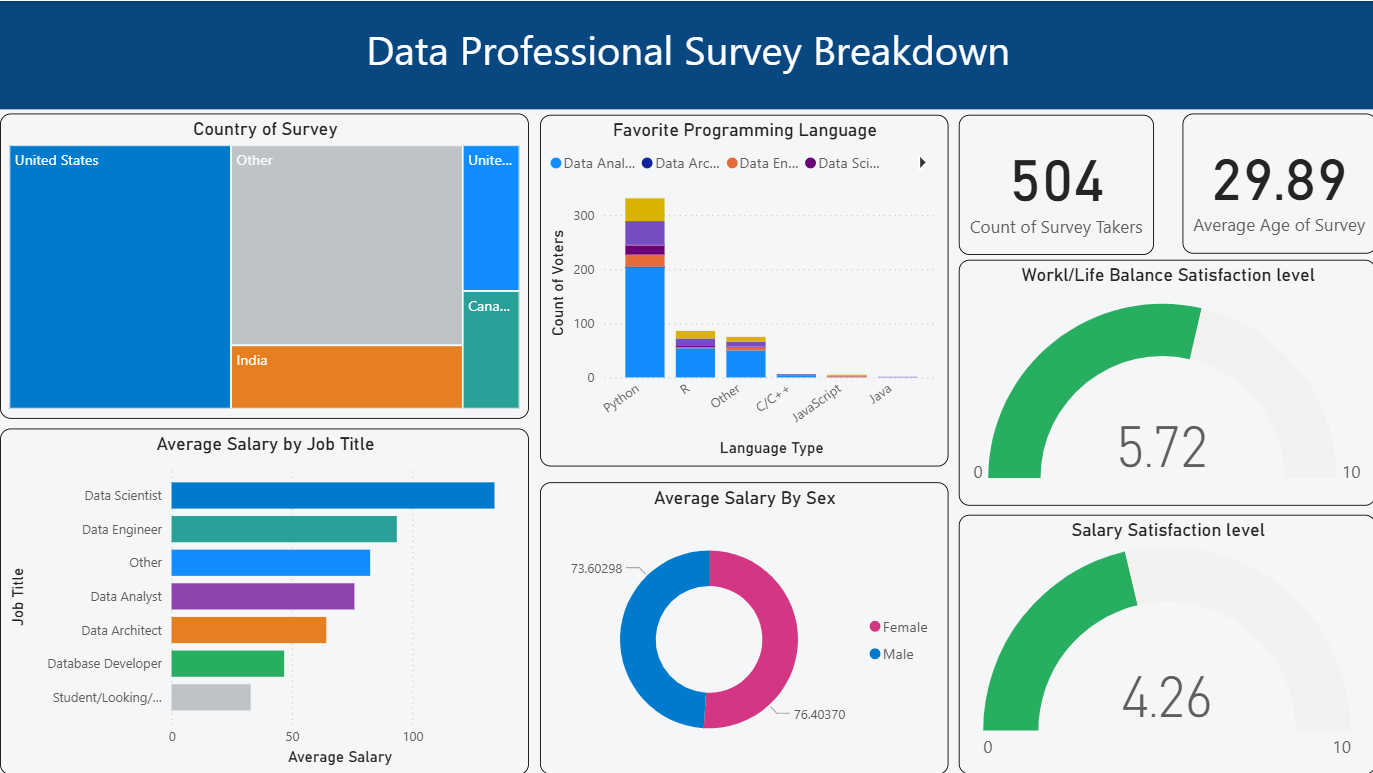 Data Professional Survey Breakdown
Country of Survey
United States
Other
Unite...
India
Cana...
Favorite Programming Language
Data Anal... Data Arc... Data En... Data Sci...
Count of Voters
300
200
100
0
Python
R
Other
C/C++
JavaScript
Java
Language Type
504
Count of Survey Takers
29.89
Average Age of Survey
Workl/Life Balance Satisfaction level
5.72
0
10
Average Salary by Job Title
Job Title
Data Scientist
Data Engineer
Other
Data Analyst
Data Architect
Database Developer
Student/Looking/...
0 50 100
Average Salary
Average Salary By Sex
73.60298
76.40370
Female
Male
Salary Satisfaction level
4.26
0
10